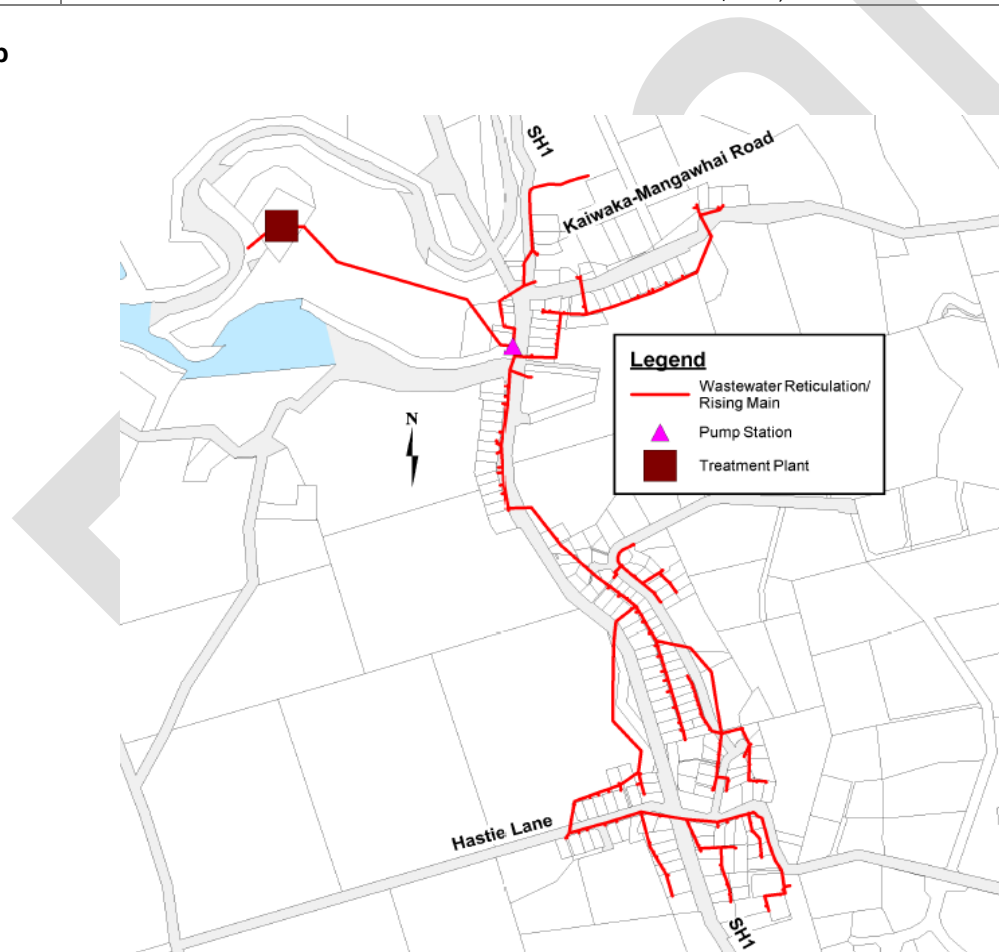 SH1
Kaiwaka-Mangawhai Road
Legend
Wastewater Reticulation/
Rising Main
N
Pump Station
Treatment Plant
Hastie Lane
SH1